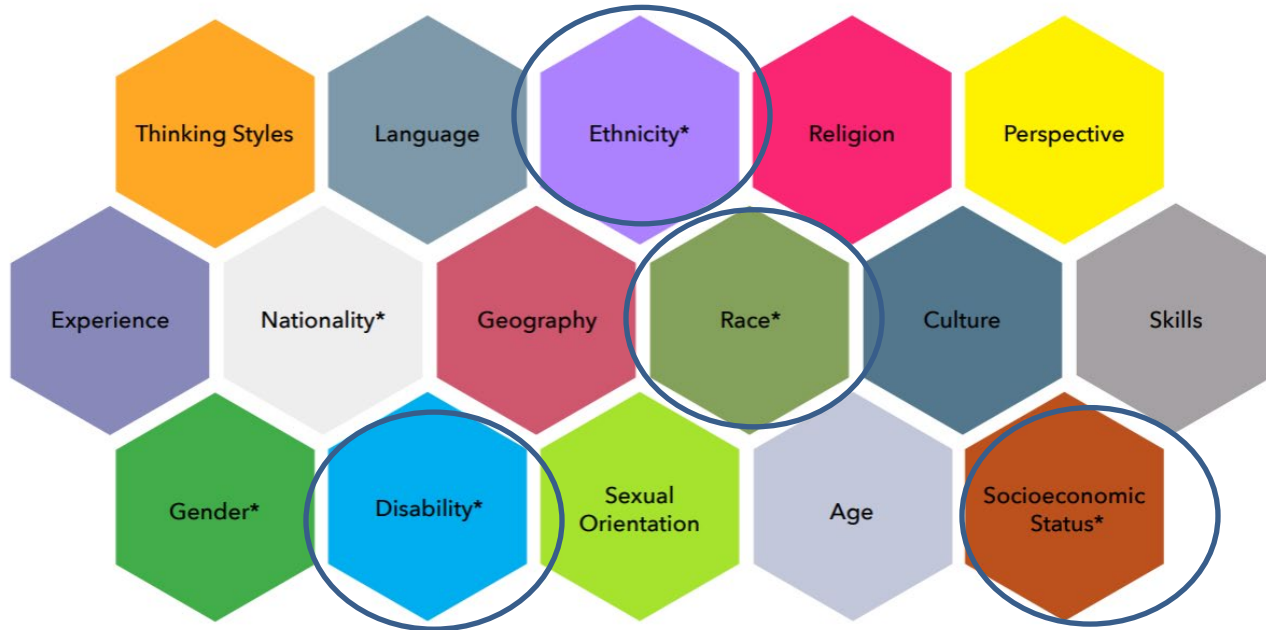 Thinking Styles
Language
Ethnicity*
Religion
Perspective
Experience
Nationality*
Geography
Race*
Culture
Skills
Gender*
Disability*
Sexual
Orientation
Age
Socioeconomic
Status*